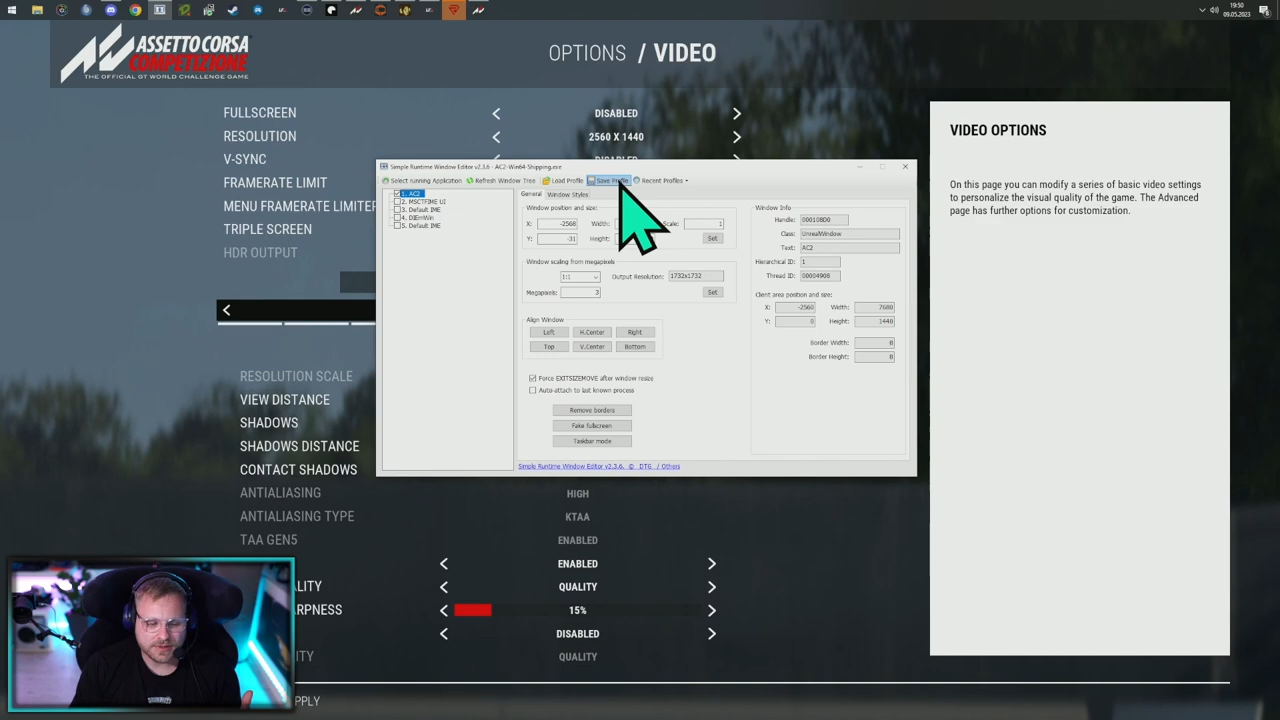 19:50
09.05.2023
ASSETTO CORSA
COMPETIZIONE
THE OFFICIAL GT WORLD CHALLENGE GAME
OPTIONS / VIDEO
FULLSCREEN
DISABLED
RESOLUTION
2560 X 1440
V-SYNC
FRAMERATE LIMIT
MENU FRAMERATE LIMITER
TRIPLE SCREEN
HDR OUTPUT
RESOLUTION SCALE
VIEW DISTANCE
SHADOWS
SHADOWS DISTANCE
CONTACT SHADOWS
ANTIALIASING
HIGH
ANTIALIASING TYPE
KTAA
TAA GEN5
ENABLED
ENABLED
ALITY
QUALITY
ARPNESS
15%
DISABLED
ITY
QUALITY
PPLY
Simple Runtime Window Editor v2.3.6 - AC2-Win64-Shipping.exe
Select running Application
Refresh Window Tree
Load Profile
Save Profile
Recent Profiles
1. AC2
2. MSCTFIME UI
3. Default IME
4. DIEmWin
5. Default IME
General
Window Styles
Window position and size:
X: -2568
Width:
Scale: 1
Y: -31
Height:
Set
Window scaling from megapixels
1:1
Output Resolution: 1732x1732
Megapixels: 3
Set
Align Window
Left
H.Center
Right
Top
V.Center
Bottom
Force EXITSIZEMOVE after window resize
Auto-attach to last known process
Remove borders
Fake fullscreen
Taskbar mode
Simple Runtime Window Editor v2.3.6, © DTG / Others
Window Info
Handle: 000108D0
Class: UnrealWindow
Text: AC2
Hierarchical ID: 1
Thread ID: 00004908
Client area position and size:
X: -2560
Width: 7680
Y: 0
Height: 1440
Border Width: 8
Border Height: 8
VIDEO OPTIONS
On this page you can modify a series of basic video settings
to personalize the visual quality of the game. The Advanced
page has further options for customization.